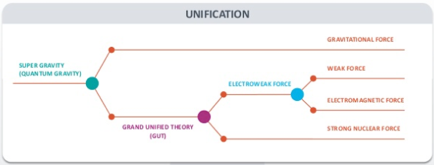 UNIFICATION
GRAVITATIONAL FORCE
SUPER GRAVITY
(QUANTUM GRAVITY)
WEAK FORCE
ELECTROWEAK FORCE
ELECTROMAGNETIC FORCE
GRAND UNIFIED THEORY
(GUT)
STRONG NUCLEAR FORCE